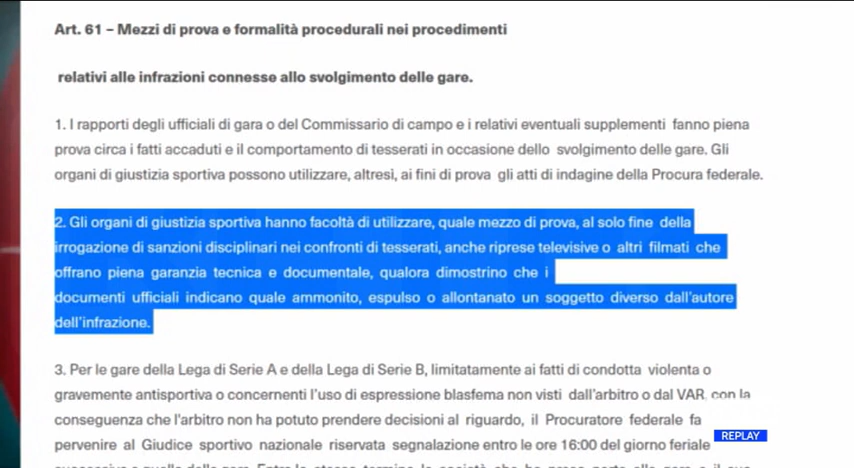 Art. 61 – Mezzi di prova e formalità procedurali nei procedimenti
relativi alle infrazioni connesse allo svolgimento delle gare.
1. I rapporti degli ufficiali di gara o del Commissario di campo e i relativi eventuali supplementi fanno piena
prova circa i fatti accaduti e il comportamento di tesserati in occasione dello svolgimento delle gare. Gli
organi di giustizia sportiva possono utilizzare, altresì, ai fini di prova gli atti di indagine della Procura federale.
2. Gli organi di giustizia sportiva hanno facoltà di utilizzare, quale mezzo di prova, al solo fine della
irrogazione di sanzioni disciplinari nei confronti di tesserati, anche riprese televisive o altri filmati che
offrano piena garanzia tecnica e documentale, qualora dimostrino che i
documenti ufficiali indicano quale ammonito, espulso o allontanato un soggetto diverso dall'autore
dell'infrazione.
3. Per le gare della Lega di Serie A e della Lega di Serie B, limitatamente ai fatti di condotta violenta o
gravemente antisportiva o concernenti l'uso di espressione blasfema non visti dall'arbitro o dal VAR, con la
conseguenza che l'arbitro non ha potuto prendere decisioni al riguardo, il Procuratore federale fa
REPLAY
pervenire al Giudice sportivo nazionale riservata segnalazione entro le ore 16:00 del giorno feriale